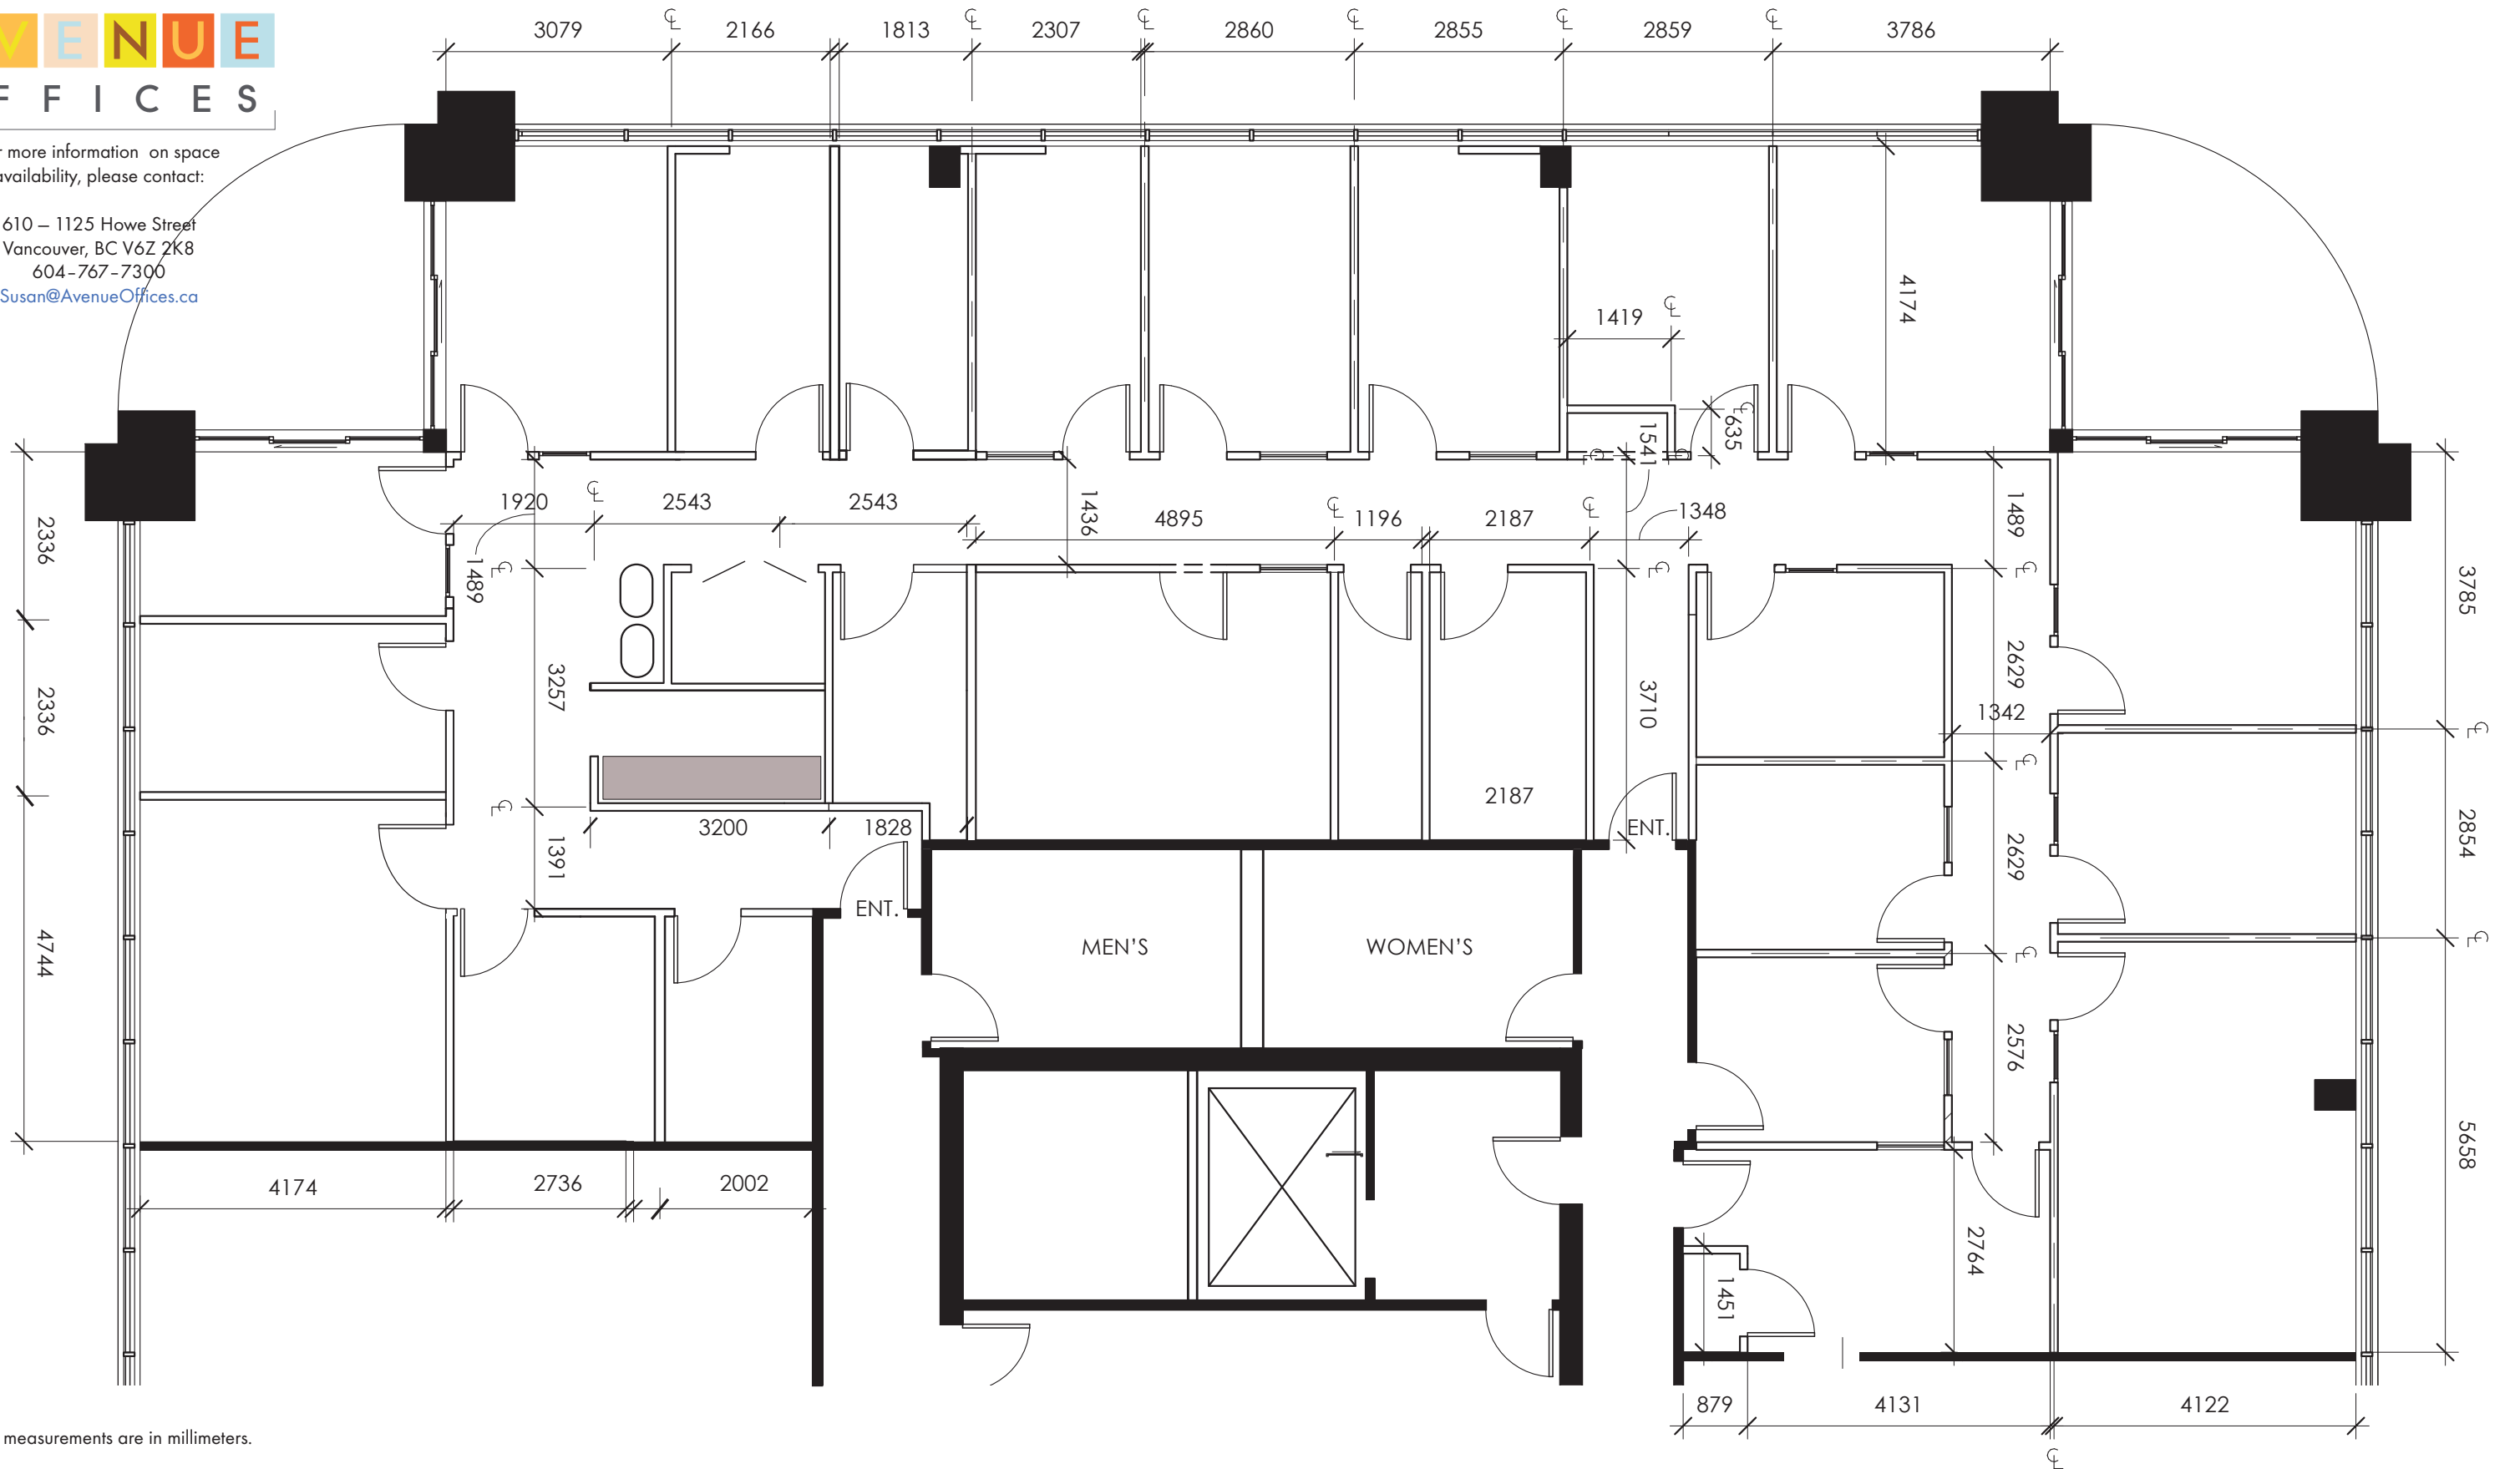 VENUE
FFICES
more information on space
availability, please contact:
610 – 1125 Howe Street
Vancouver, BC V6Z 2K8
604-767-7300
Susan@AvenueOffices.ca
3079 2166 1813 2307 2860 2855 2859 3786
4174
1419
635
1541
1920 2543 2543 1436 4895 1196 2187 1348 1489
2336 1489 3785
3257 2336 3710 2629
1342
2187
3200 1828 ENT.
1391 2629 2854
ENT.
MEN'S WOMEN'S
4744
2576
5658
4174 2736 2002
2764
1451
879 4131 4122
measurements are in millimeters.